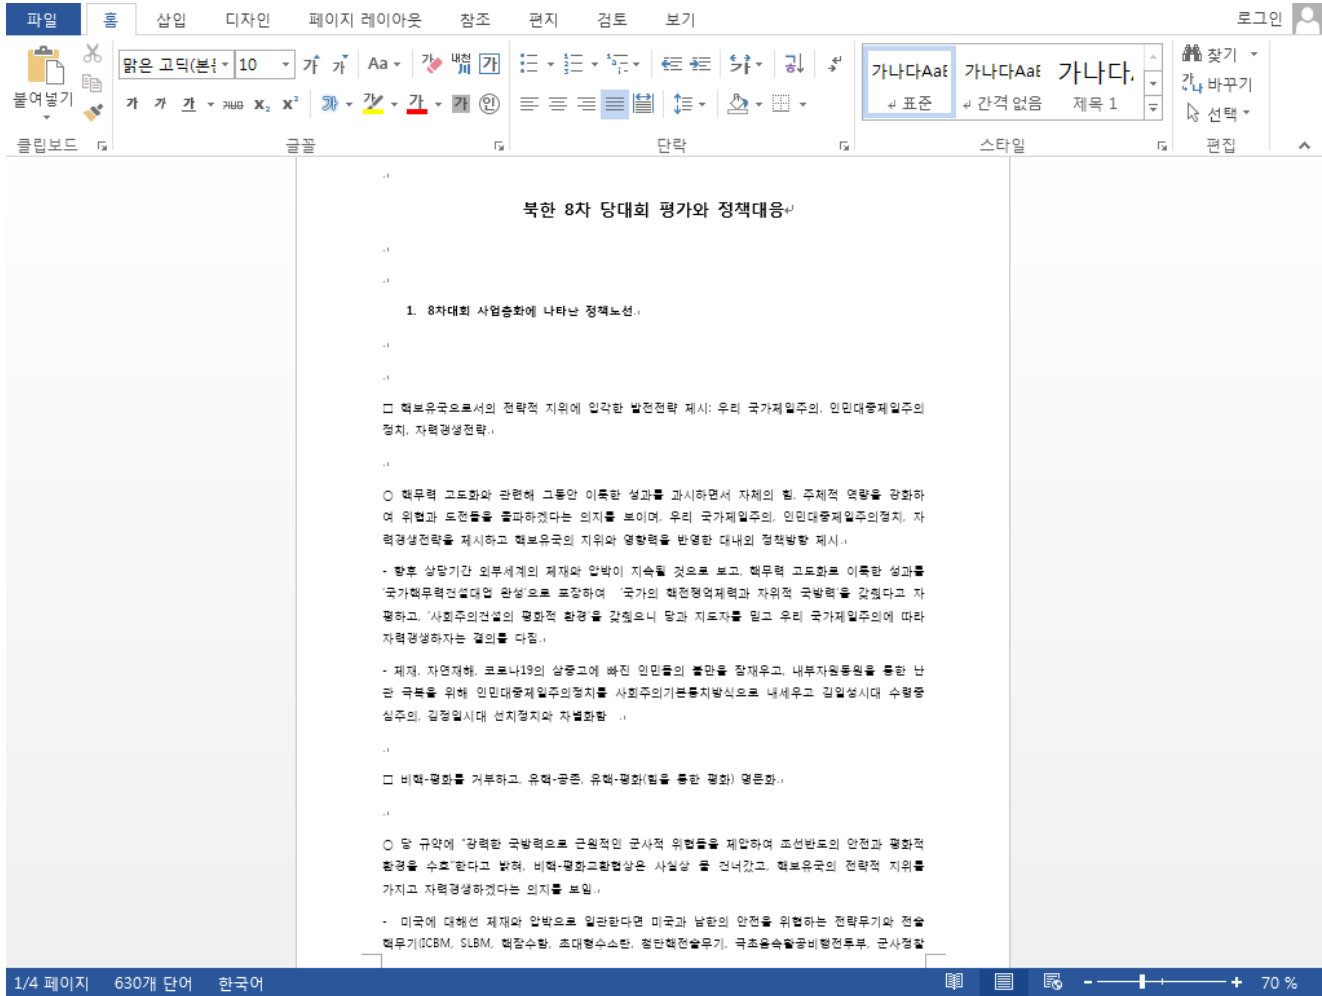 파일 홈 삽입 디자인 페이지 레이아웃 참조 편지 검토 보기 로그인
맑은 고딕(본 10 가 가 Aa 가 내천 川 가 가나다AaB 가나다AaB 가나다. 찾기
붙여넣기 바꾸기
가 가 가 가나다 X₂ X² 가 가 가 가 표준 간격 없음 제목 1 선택
클립보드 글꼴 단락 스타일 편집
북한 8차 당대회 평가와 정책대응
1. 8차대회 사업총화에 나타난 정책노선
□ 핵보유국으로서의 전략적 지위에 입각한 발전전략 제시: 우리 국가제일주의, 인민대중제일주의
정치, 자력갱생전략
○ 핵무력 고도화와 관련해 그동안 이룩한 성과를 과시하면서 자체의 힘, 주체적 역량을 강화하
여 위협과 도전들을 돌파하겠다는 의지를 보이며, 우리 국가제일주의, 인민대중제일주의정치, 자
력갱생전략을 제시하고 핵보유국의 지위와 영향력을 반영한 대내외 정책방향 제시
- 향후 상당기간 외부세계의 제재와 압박이 지속될 것으로 보고, 핵무력 고도화로 이룩한 성과를
'국가핵무력건설대업 완성'으로 포장하여 '국가의 핵전쟁억제력과 자위적 국방력'을 갖췄다고 자
평하고, '사회주의건설의 평화적 환경'을 갖췄으니 당과 지도자를 믿고 우리 국가제일주의에 따라
자력갱생하자는 결의를 다짐.
- 제재, 자연재해, 코로나19의 삼중고에 빠진 인민들의 불만을 잠재우고, 내부자원동원을 통한 난
관 극복을 위해 인민대중제일주의정치를 사회주의기본통치방식으로 내세우고 김일성시대 수령중
심주의, 김정일시대 선치정치와 차별화함 .
□ 비핵-평화를 거부하고, 유핵-공존, 유핵-평화(힘을 통한 평화) 명문화.
○ 당 규약에 "강력한 국방력으로 근원적인 군사적 위협들을 제압하여 조선반도의 안전과 평화적
환경을 수호"한다고 밝혀, 비핵-평화교환협상은 사실상 물 건너갔고, 핵보유국의 전략적 지위를
가지고 자력갱생하겠다는 의지를 보임.
- 미국에 대해선 제재와 압박으로 일관한다면 미국과 남한의 안전을 위협하는 전략무기와 전술
핵무기(ICBM, SLBM, 핵잠수함, 초대형수소탄, 첨단핵전술무기, 극초음속활공비행전투부, 군사정찰
1/4 페이지 630개 단어 한국어 70 %